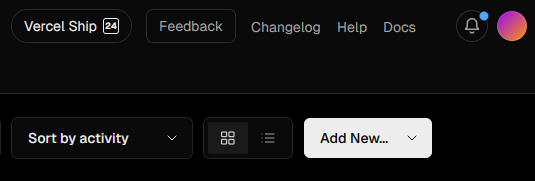 Vercel Ship 24 Feedback Changelog Help Docs
Sort by activity Add New...